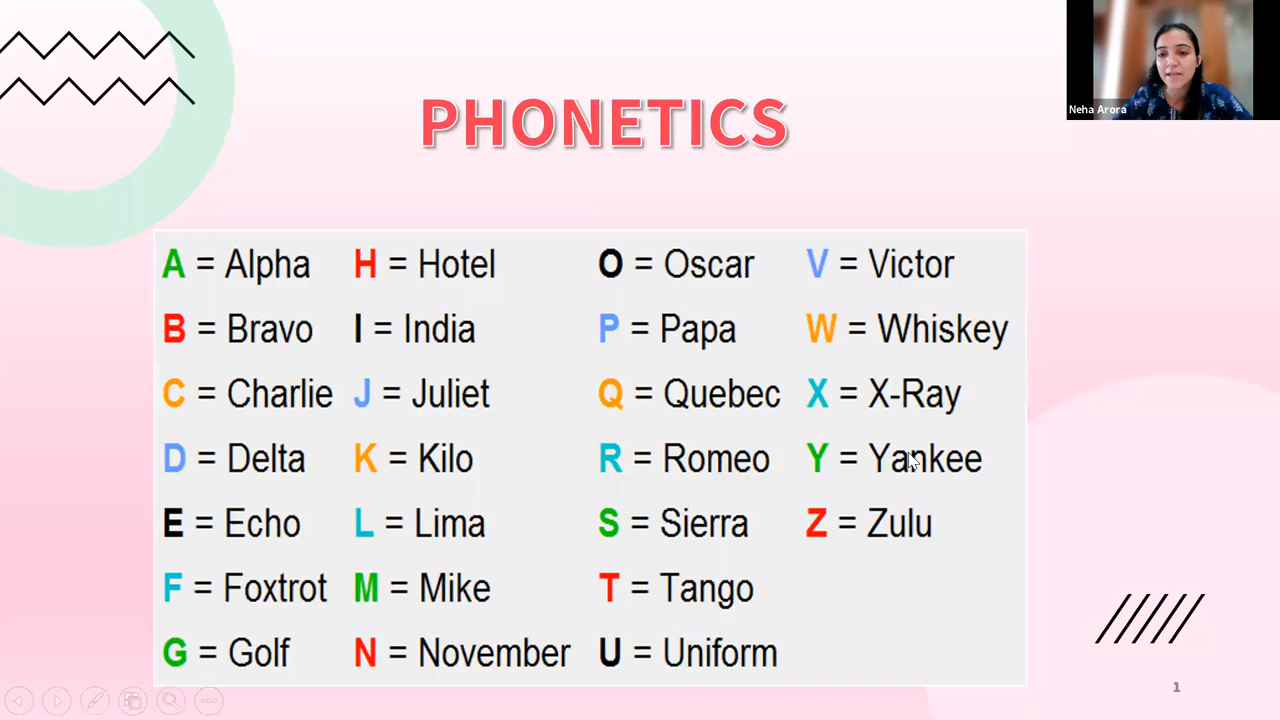 Neha Arora
PHONETICS
A = Alpha
B = Bravo
C = Charlie
D = Delta
E = Echo
F = Foxtrot
G = Golf
H = Hotel
I = India
J = Juliet
K = Kilo
L = Lima
M = Mike
N = November
O = Oscar
P = Papa
Q = Quebec
R = Romeo
S = Sierra
T = Tango
U = Uniform
V = Victor
W = Whiskey
X = X-Ray
Y = Yankee
Z = Zulu
1